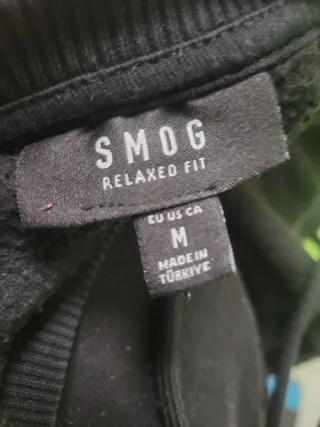 SMOG
RELAXED FIT
EU US CA
M
MADE IN
TÜRKIYE